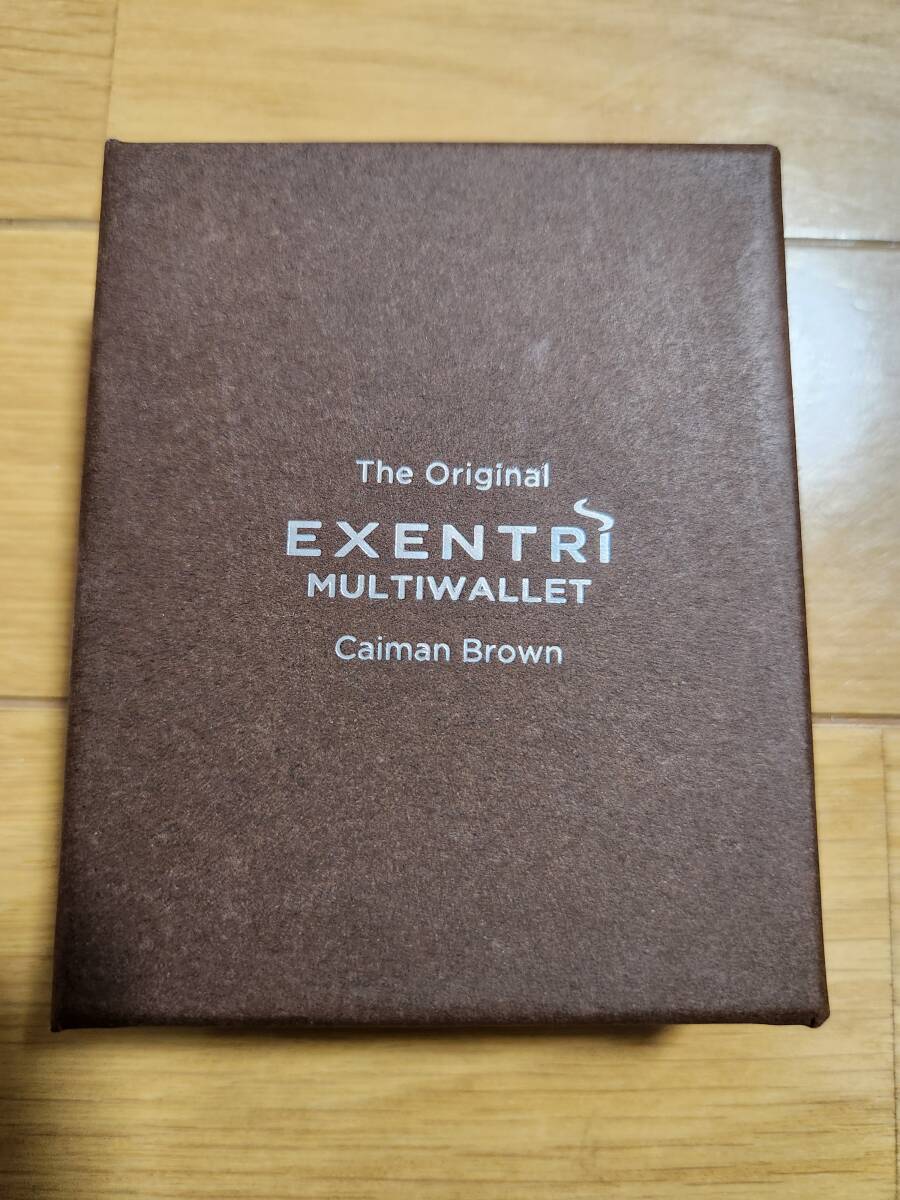 The Original
EXENTRi
MULTIWALLET
Caiman Brown